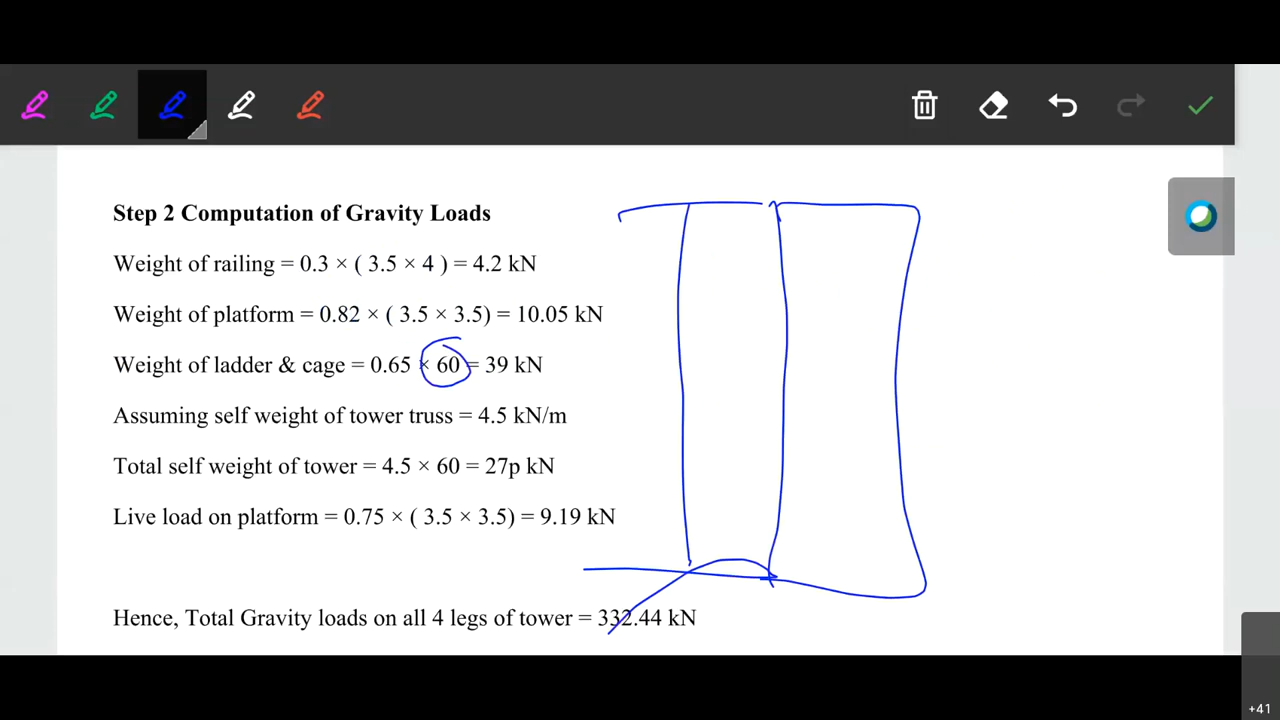 Step 2 Computation of Gravity Loads
Weight of railing = 0.3 × ( 3.5 × 4 ) = 4.2 kN
Weight of platform = 0.82 × ( 3.5 × 3.5) = 10.05 kN
Weight of ladder & cage = 0.65 × 60 = 39 kN
Assuming self weight of tower truss = 4.5 kN/m
Total self weight of tower = 4.5 × 60 = 27p kN
Live load on platform = 0.75 × ( 3.5 × 3.5) = 9.19 kN
Hence, Total Gravity loads on all 4 legs of tower = 332.44 kN
+41